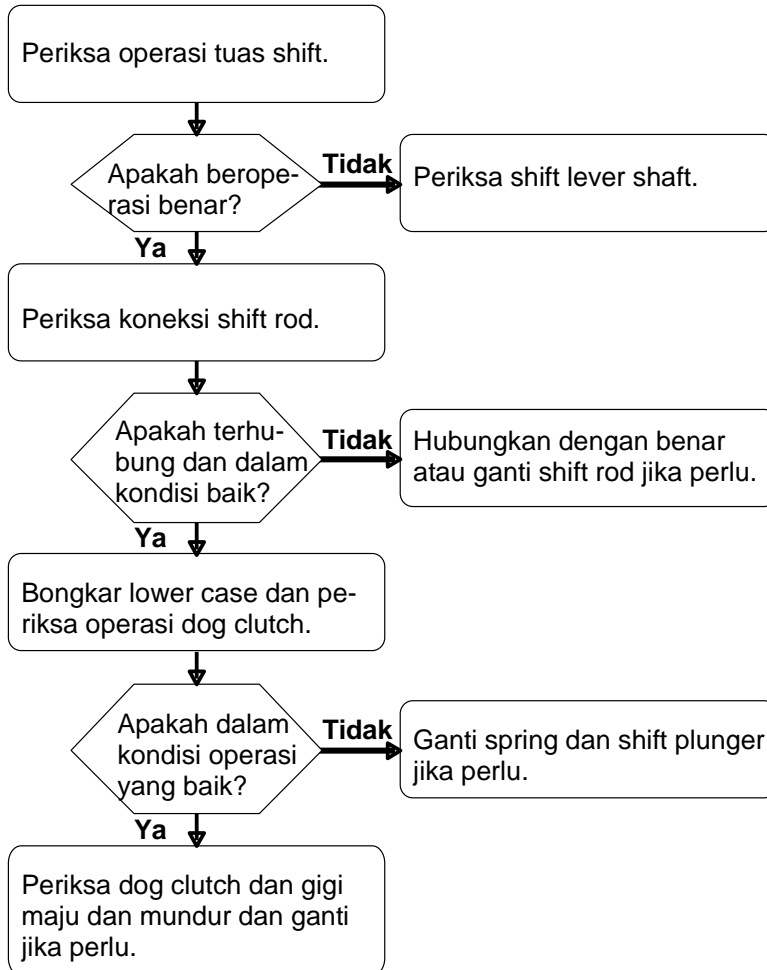 Periksa operasi tuas shift.
Apakah berope-
rasi benar?
Tidak
Periksa shift lever shaft.
Ya
Periksa koneksi shift rod.
Apakah terhu-
bung dan dalam
kondisi baik?
Tidak
Hubungkan dengan benar
atau ganti shift rod jika perlu.
Ya
Bongkar lower case dan pe-
riksa operasi dog clutch.
Apakah dalam
kondisi operasi
yang baik?
Tidak
Ganti spring dan shift plunger
jika perlu.
Ya
Periksa dog clutch dan gigi
maju dan mundur dan ganti
jika perlu.